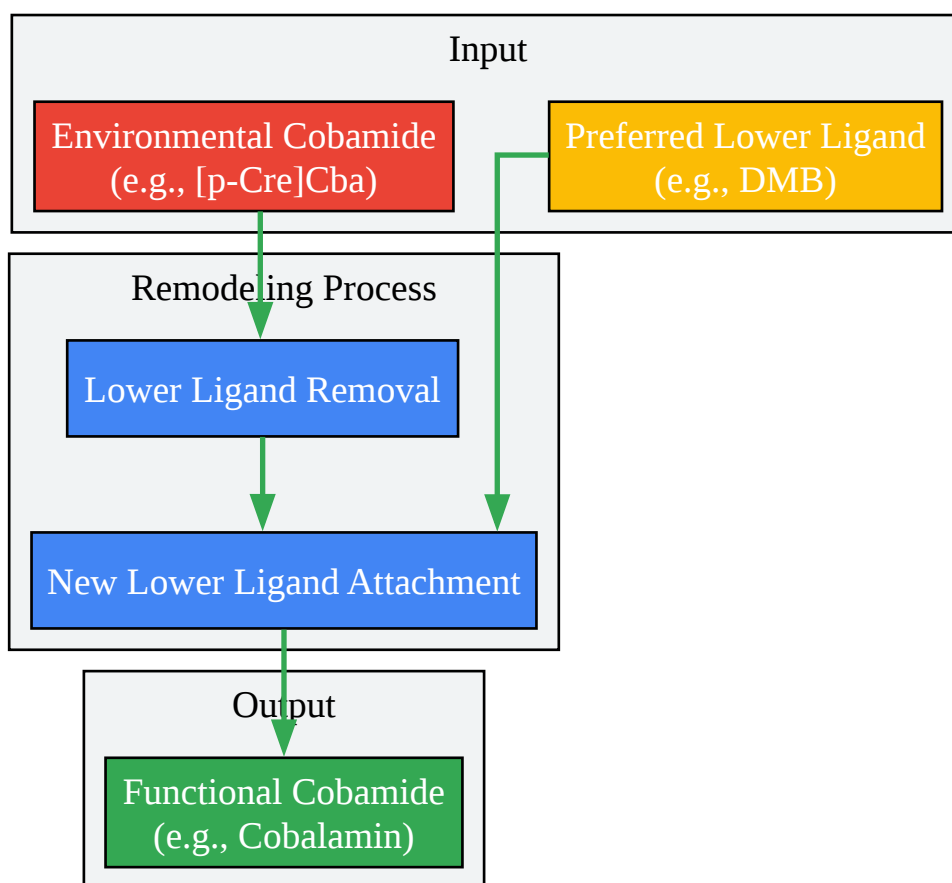 Input
Environmental Cobamide
(e.g., [p-Cre]Cba)
Preferred Lower Ligand
(e.g., DMB)
Remodeling Process
Lower Ligand Removal
New Lower Ligand Attachment
Output
Functional Cobamide
(e.g., Cobalamin)